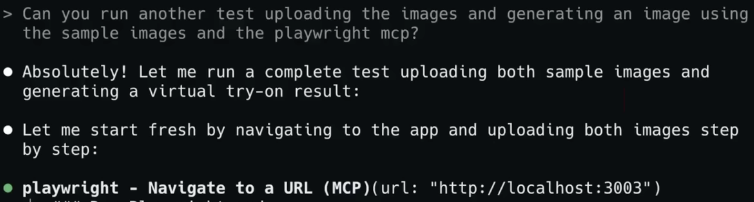 > Can you run another test uploading the images and generating an image using
the sample images and the playwright mcp?
● Absolutely! Let me run a complete test uploading both sample images and
generating a virtual try-on result:
● Let me start fresh by navigating to the app and uploading both images step
by step:
● playwright - Navigate to a URL (MCP)(url: "http://localhost:3003")